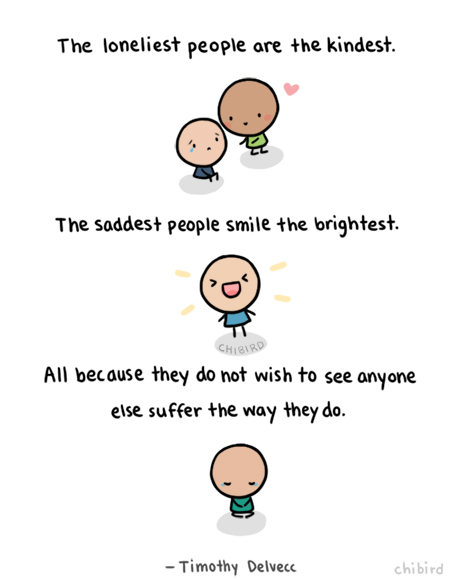 The loneliest people are the kindest.
The saddest people smile the brightest.
CHIBIRD
All because they do not wish to see anyone
else suffer the way they do.
– Timothy Delvecc
chibird